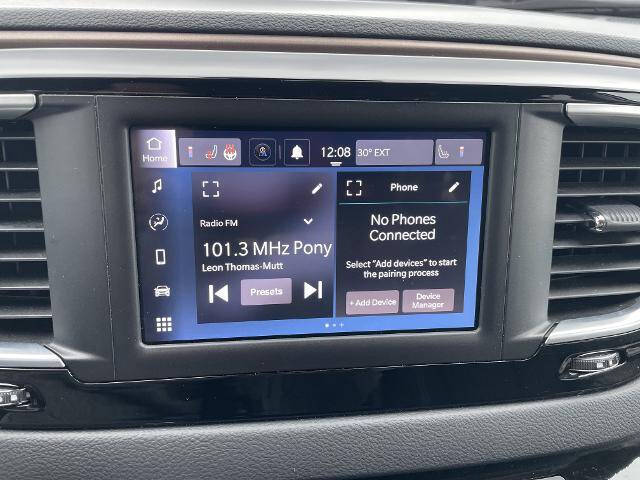 Home
12:08
30° EXT
Radio FM
101.3 MHz Pony
Leon Thomas-Mutt
Presets
Phone
No Phones
Connected
Select "Add devices" to start
the pairing process
+ Add Device
Device
Manager